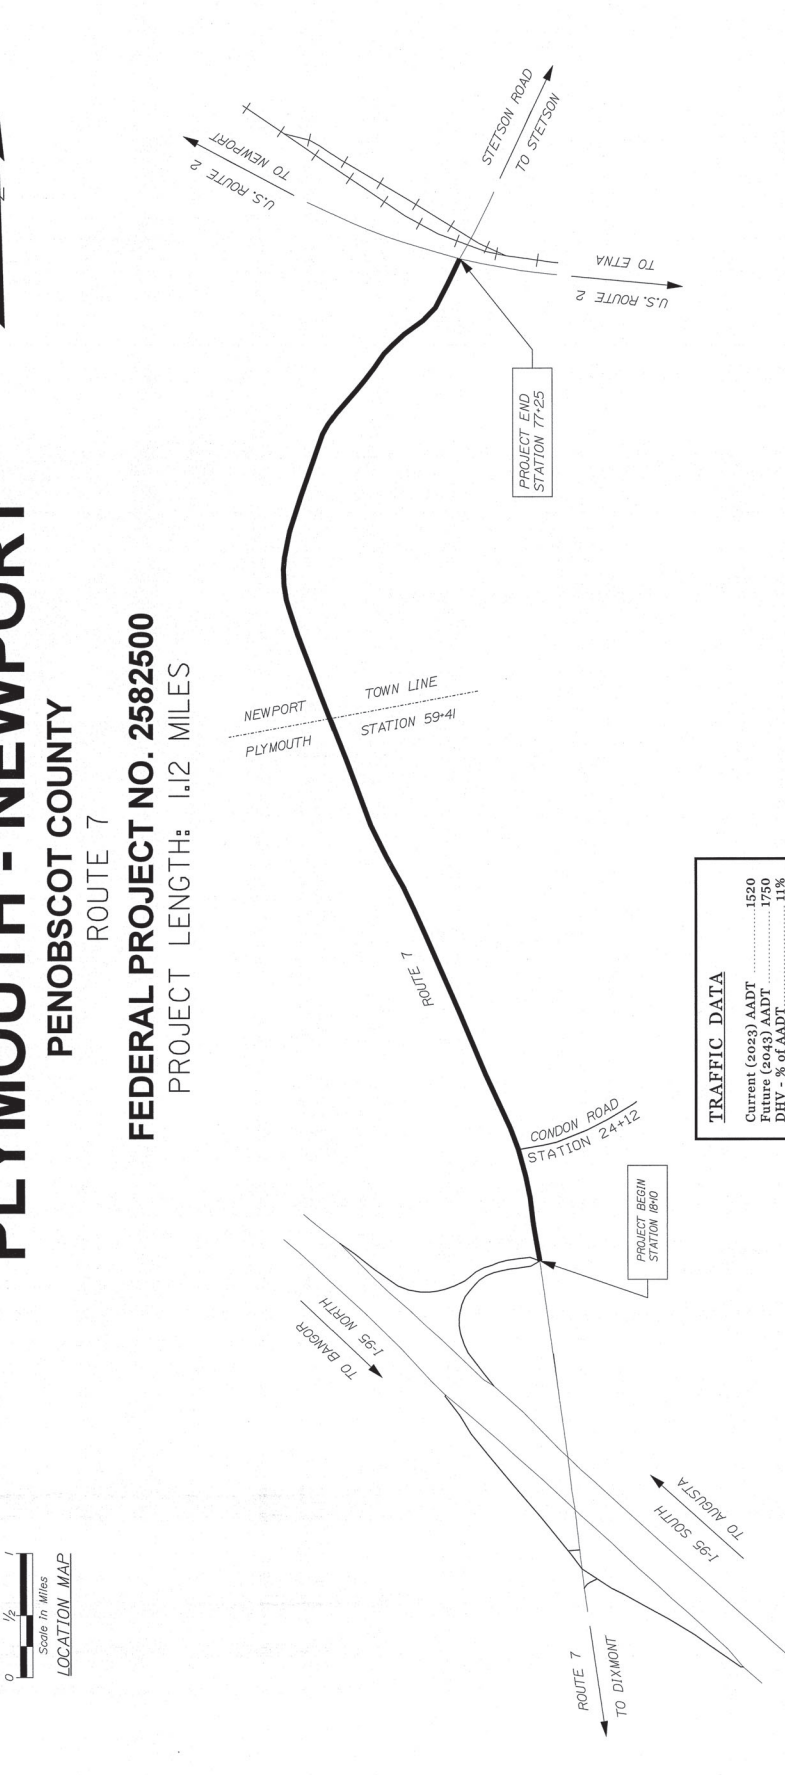 PLYMOUTH - NEWPORT
PENOBSCOT COUNTY
ROUTE 7
FEDERAL PROJECT NO. 2582500
PROJECT LENGTH: 1.12 MILES
0 1/2 1
Scale in Miles
LOCATION MAP
TO BANGOR
I-95 NORTH
I-95 SOUTH
TO AUGUSTA
ROUTE 7
TO DIXMONT
PROJECT BEGIN
STATION 18+10
CONDON ROAD
STATION 24+12
ROUTE 7
NEWPORT
PLYMOUTH
TOWN LINE
STATION 59+41
PROJECT END
STATION 77+25
U.S. ROUTE 2
TO NEWPORT
STETSON ROAD
TO STETSON
TO ETNA
U.S. ROUTE 2
TRAFFIC DATA
Current (2023) AADT 1520
Future (2043) AADT 1750
DHV - % of AADT 11%